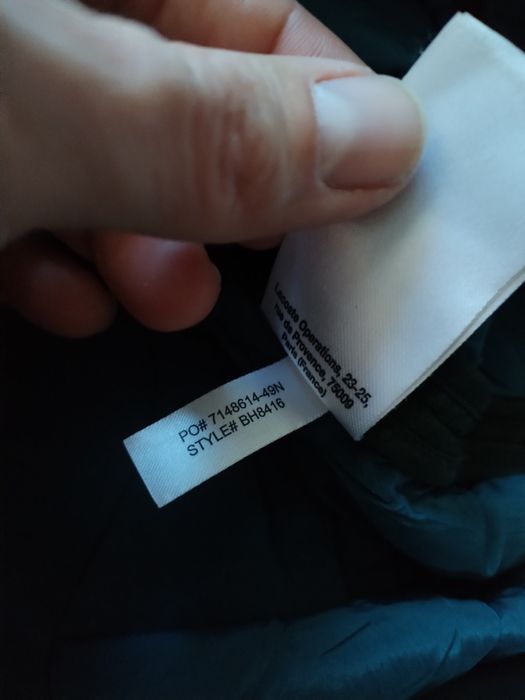 Lacoste Operations, 23-25,
rue de Provence, 75009
Paris (France)
PO# 7148614-49N
STYLE# BH8416